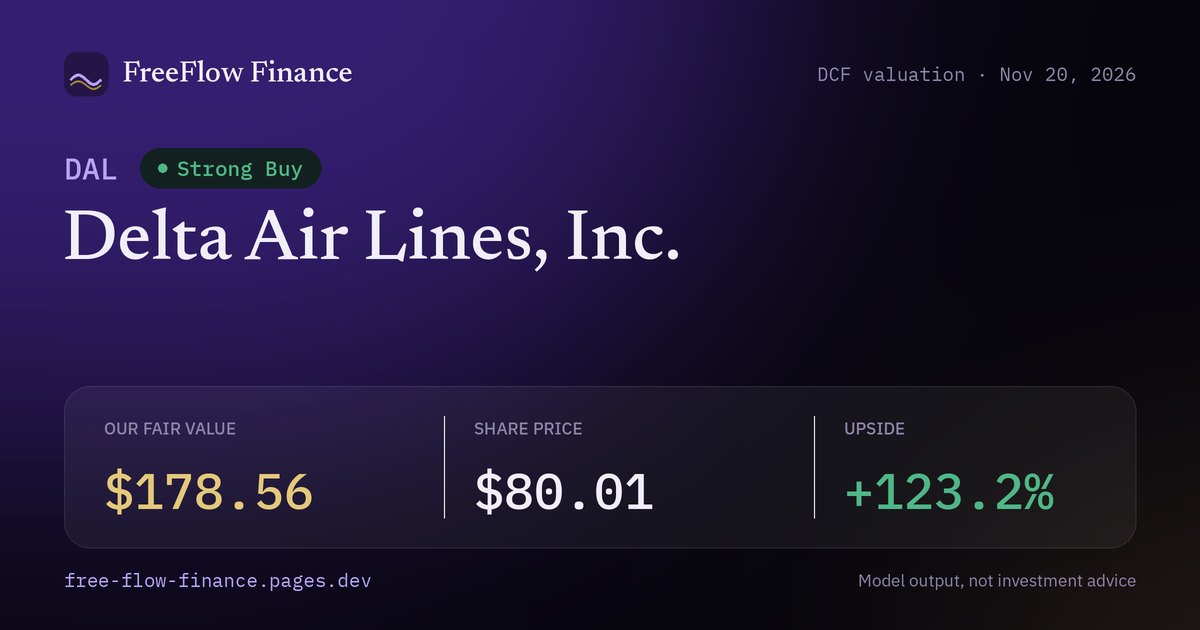 FreeFlow Finance
DCF valuation · Nov 20, 2026
DAL
Strong Buy
Delta Air Lines, Inc.
OUR FAIR VALUE
$178.56
SHARE PRICE
$80.01
UPSIDE
+123.2%
free-flow-finance.pages.dev
Model output, not investment advice